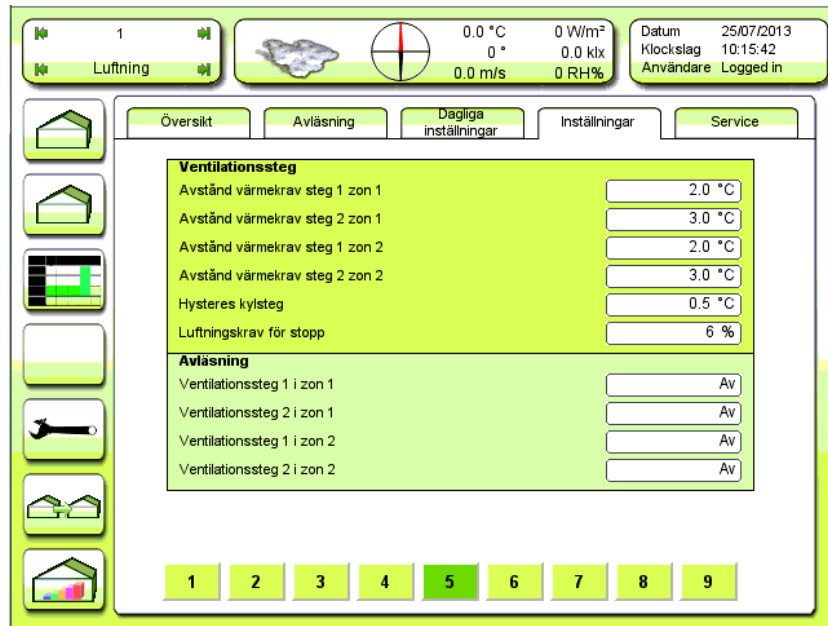 1
Luftning
0.0 °C
0 °
0.0 m/s
0 W/m²
0.0 klx
0 RH%
Datum 25/07/2013
Klockslag 10:15:42
Användare Logged in
Översikt
Avläsning
Dagliga
inställningar
Inställningar
Service
Ventilationssteg
Avstånd värmekrav steg 1 zon 1 2.0 °C
Avstånd värmekrav steg 2 zon 1 3.0 °C
Avstånd värmekrav steg 1 zon 2 2.0 °C
Avstånd värmekrav steg 2 zon 2 3.0 °C
Hysteres kylsteg 0.5 °C
Luftningskrav för stopp 6 %
Avläsning
Ventilationssteg 1 i zon 1 Av
Ventilationssteg 2 i zon 1 Av
Ventilationssteg 1 i zon 2 Av
Ventilationssteg 2 i zon 2 Av
1 2 3 4 5 6 7 8 9